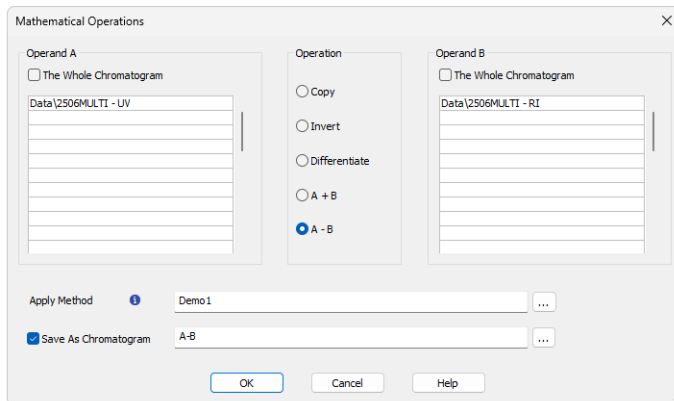 Mathematical Operations
Operand A
The Whole Chromatogram
Data\2506MULTI - UV
Operation
Copy
Invert
Differentiate
A + B
A - B
Operand B
The Whole Chromatogram
Data\2506MULTI - RI
Apply Method
Demo1
...
Save As Chromatogram
A-B
...
OK
Cancel
Help